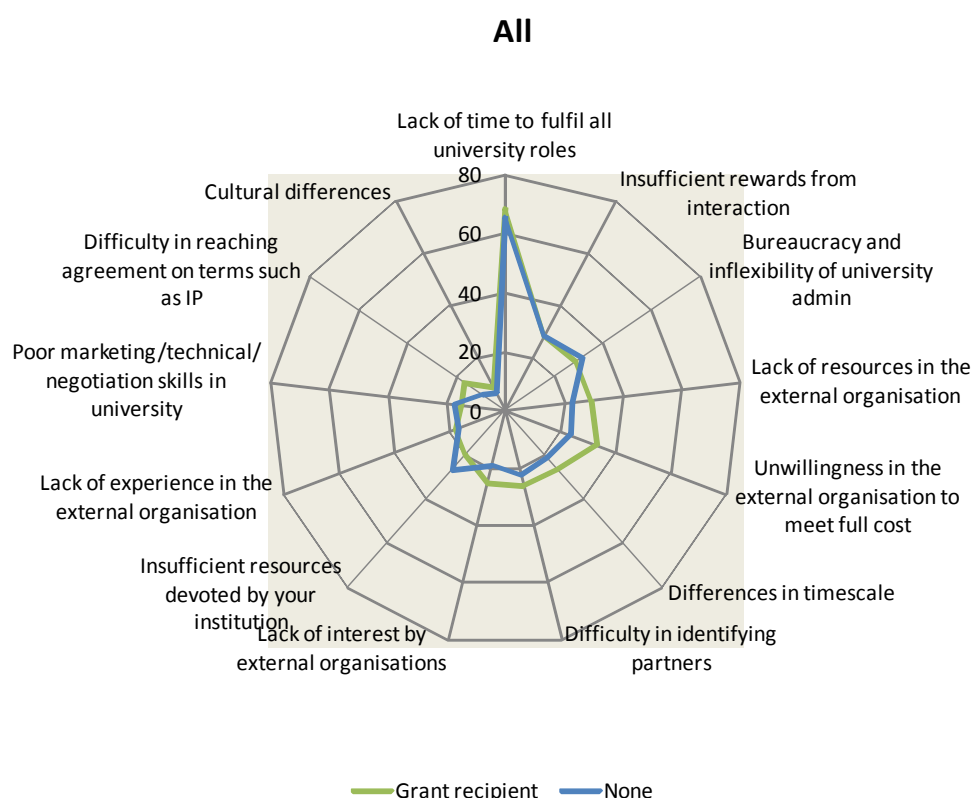 All
Lack of time to fulfil all
university roles
Insufficient rewards from
interaction
Bureaucracy and
inflexibility of university
admin
Lack of resources in the
external organisation
Unwillingness in the
external organisation to
meet full cost
Differences in timescale
Difficulty in identifying
partners
Lack of interest by
external organisations
Insufficient resources
devoted by your
institution
Lack of experience in the
external organisation
Poor marketing/technical/
negotiation skills in
university
Difficulty in reaching
agreement on terms such
as IP
Cultural differences
80
60
40
20
0
Grant recipient
None